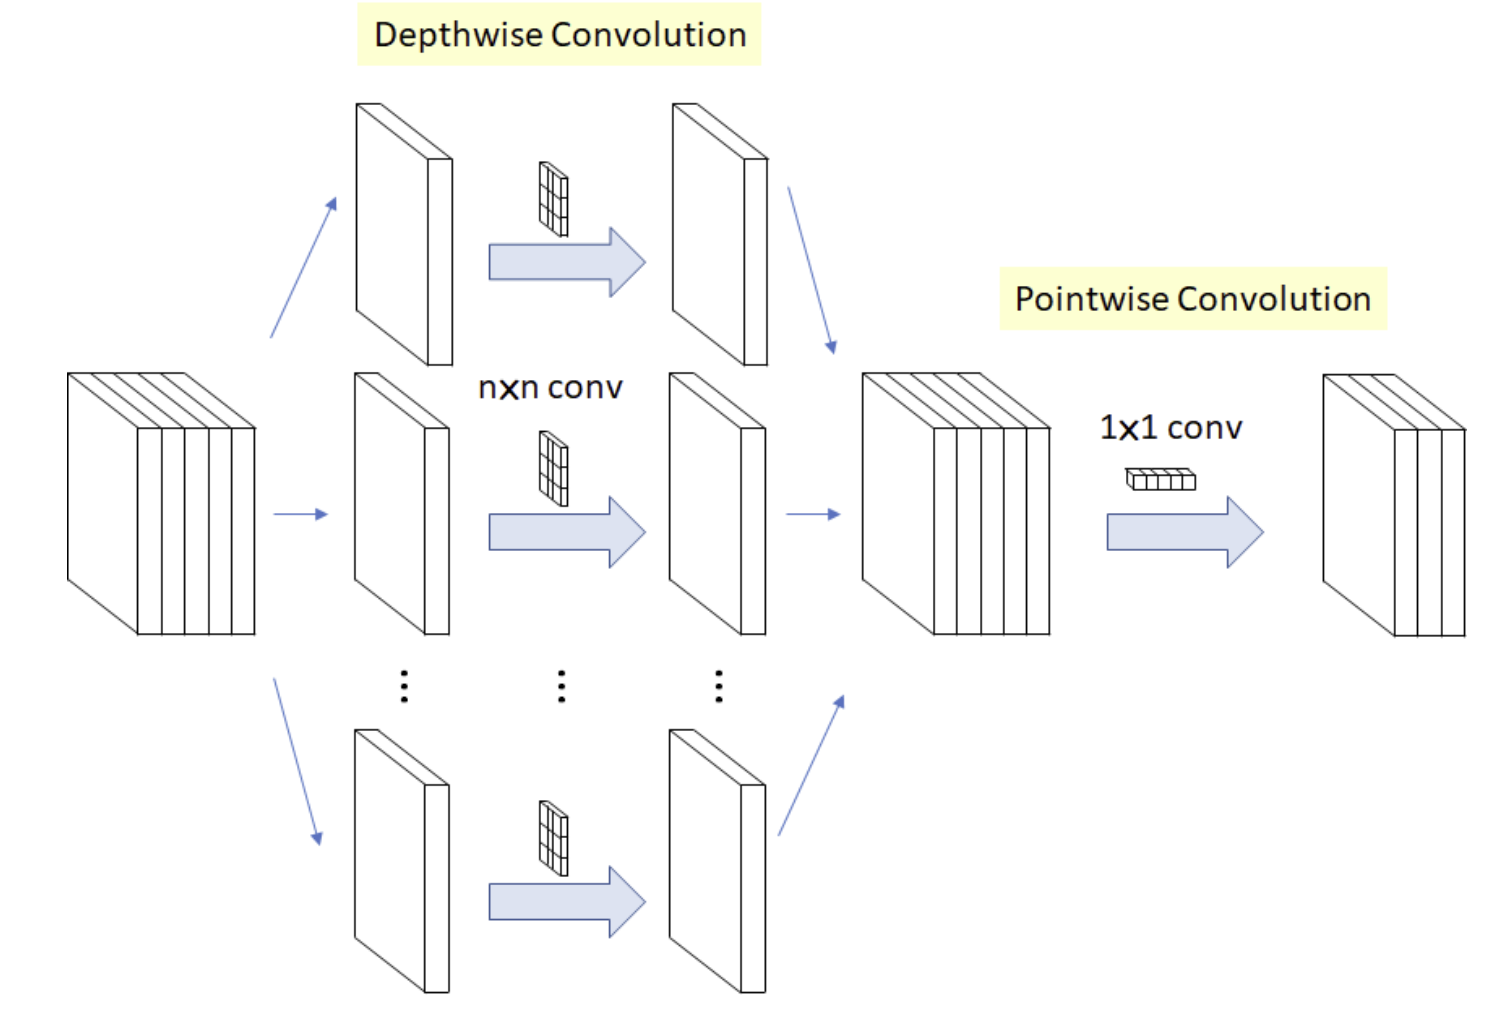 Depthwise Convolution
Pointwise Convolution
nxn conv
1x1 conv